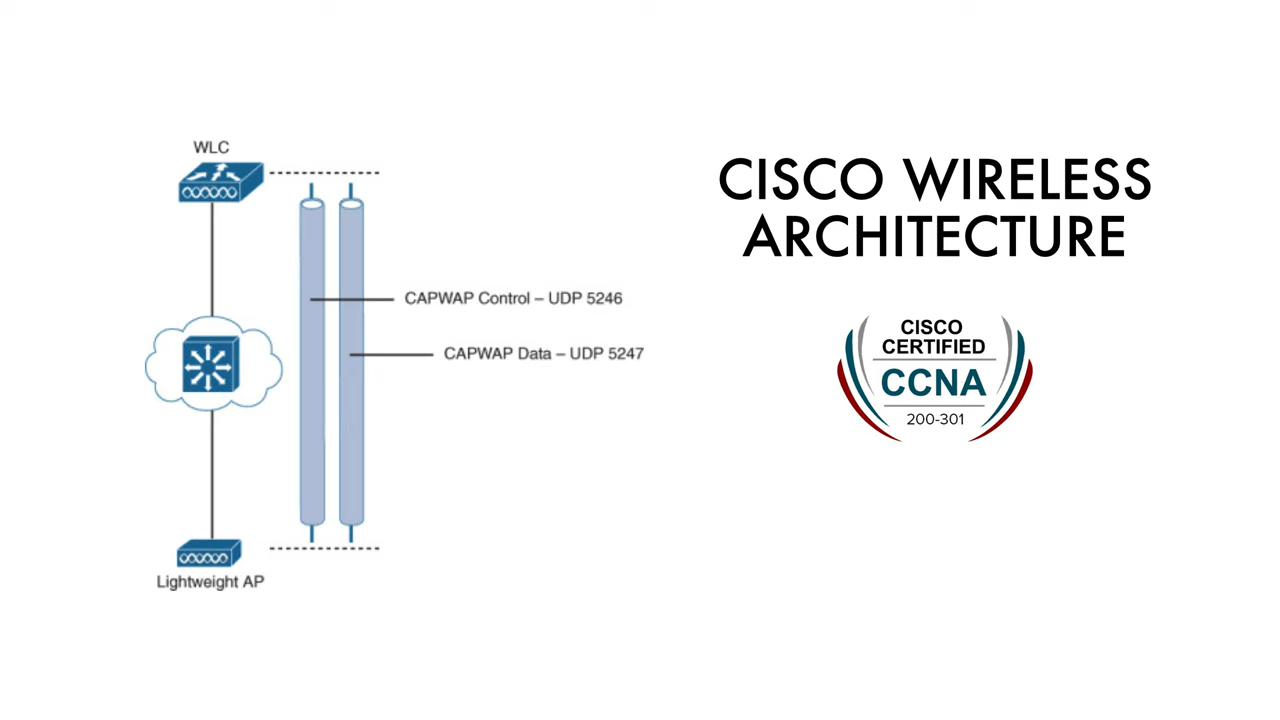 WLC
CAPWAP Control – UDP 5246
CAPWAP Data – UDP 5247
Lightweight AP
CISCO WIRELESS
ARCHITECTURE
CISCO
CERTIFIED
CCNA
200-301